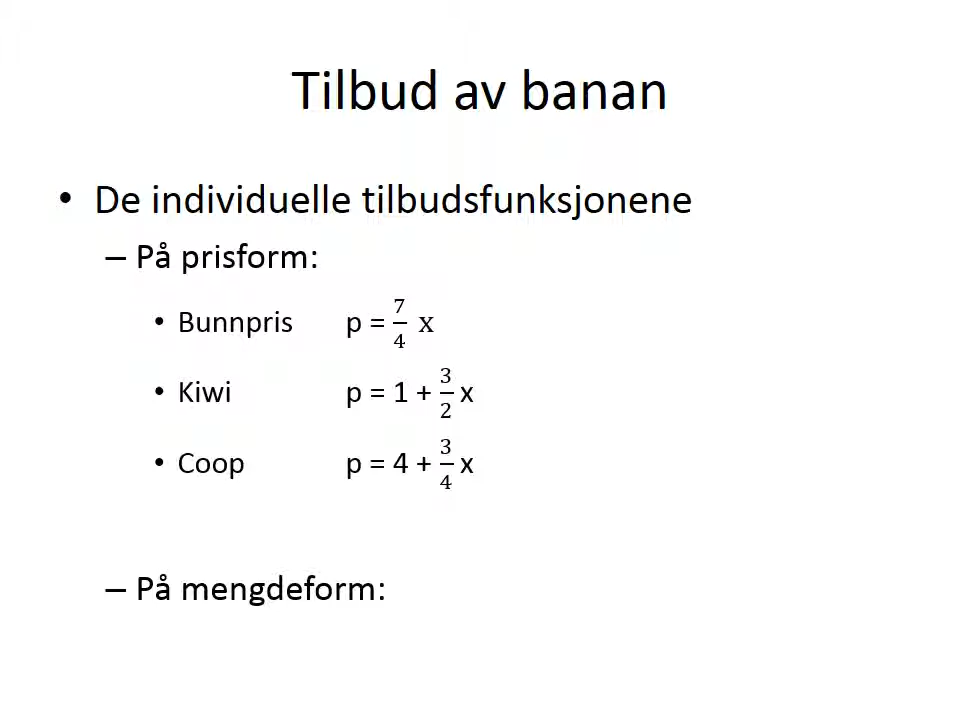 Tilbud av banan
• De individuelle tilbudsfunksjonene
– På prisform:
• Bunnpris p = 7/4 x
• Kiwi p = 1 + 3/2 x
• Coop p = 4 + 3/4 x
– På mengdeform: